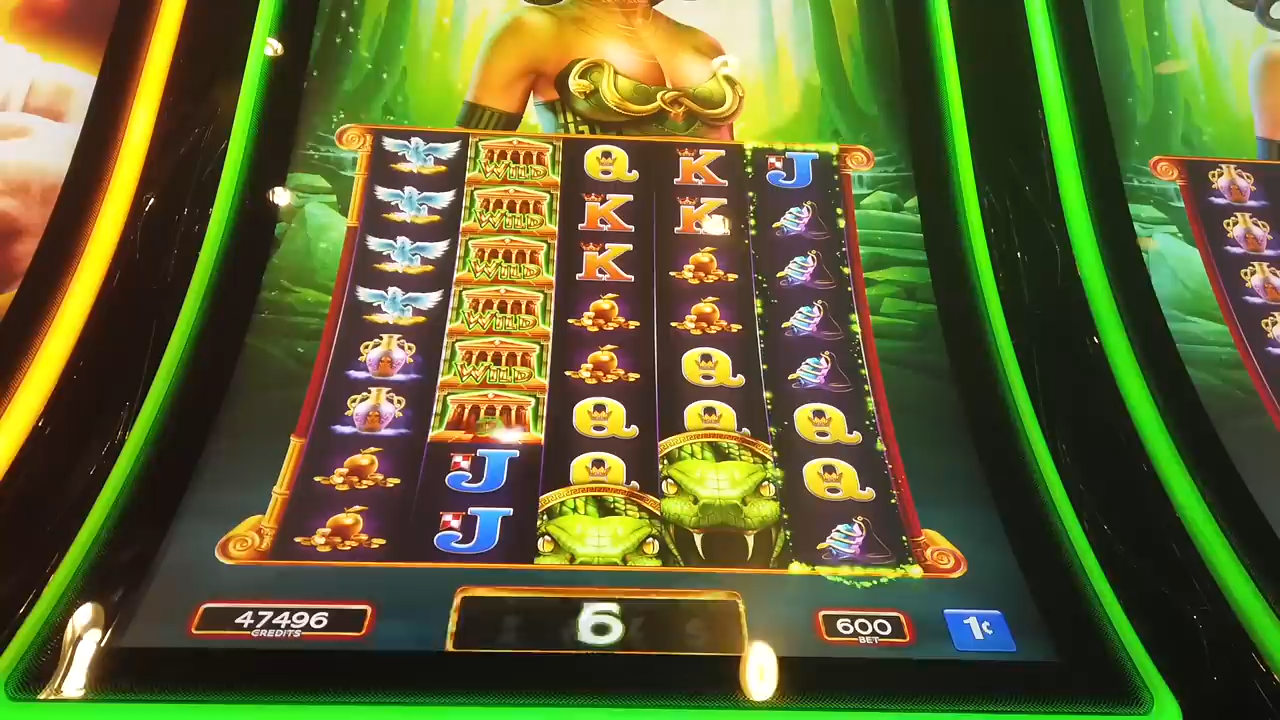 WILD Q K J
WILD K K
WILD K
WILD
WILD Q
Q Q Q
J Q Q
J
47496 6 600
CREDITS BET 1¢